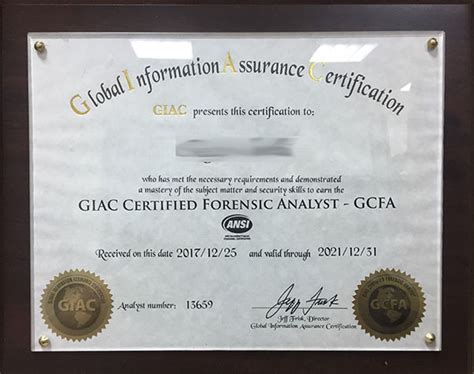 Global Information Assurance Certification
GIAC presents this certification to:
who has met the necessary requirements and demonstrated
a mastery of the subject matter and security skills to earn the
GIAC Certified Forensic Analyst - GCFA
ANSI
Received on this date 2017/12/25 and valid through 2021/12/31
GIAC
Analyst number: 13659
Jeff Frisk, Director
Global Information Assurance Certification
GCFA